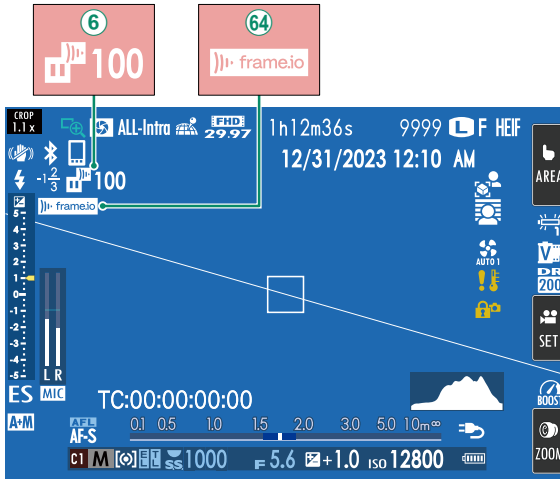 6 64
100 frame.io
CROP
1.1x
ALL-Intra FHD 29.97 1h12m36s 9999 L F HEIF
12/31/2023 12:10 AM
-1 2/3 100
frame.io
AREA
5
4
3
2
1
0
-1
-2
-3
-4
-5
AUTO 1
V
DR
200
SET
L R
ES MIC
BOOST
TC:00:00:00:00
A+M AFL
AF-S
0.1 0.5 1.0 1.5 2.0 3.0 5.0 10m∞
ZOOM
C1 M SS 1000 F 5.6 +1.0 ISO 12800